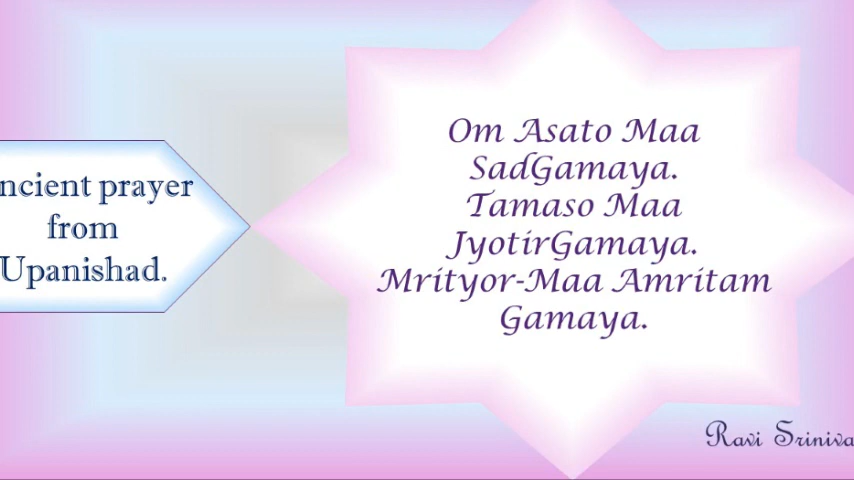 ncient prayer
from
Upanishad.
Om Asato Maa
SadGamaya.
Tamaso Maa
JyotirGamaya.
Mrityor-Maa Amritam
Gamaya.
Ravi Sriniva